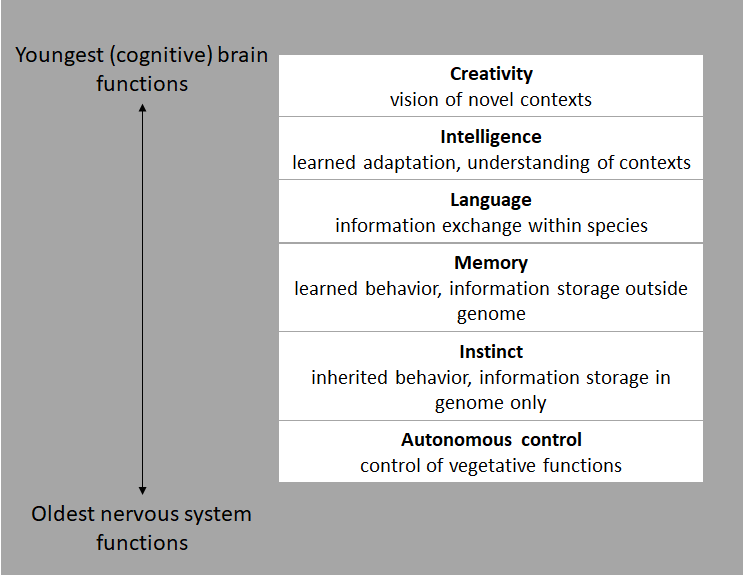 Youngest (cognitive) brain
functions
Creativity
vision of novel contexts
Intelligence
learned adaptation, understanding of contexts
Language
information exchange within species
Memory
learned behavior, information storage outside
genome
Instinct
inherited behavior, information storage in
genome only
Autonomous control
control of vegetative functions
Oldest nervous system
functions